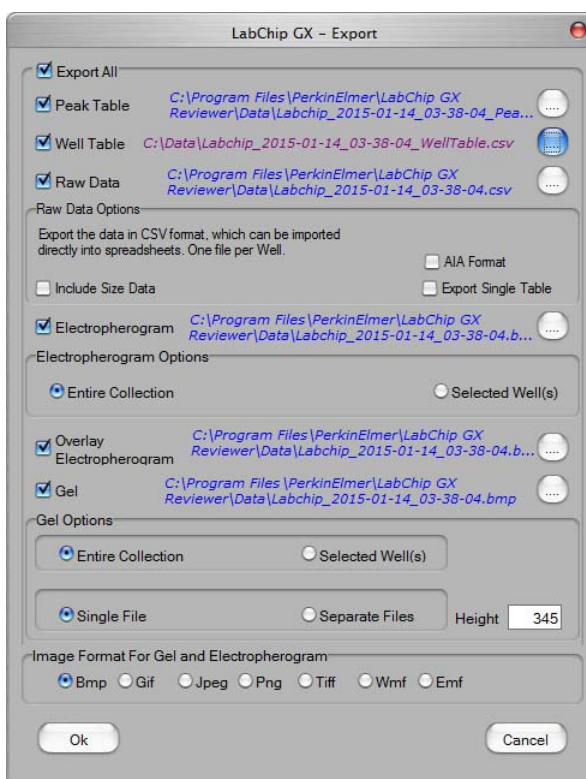 LabChip GX - Export
Export All
Peak Table C:\Program Files\PerkinElmer\LabChip GX
Reviewer\Data\Labchip_2015-01-14_03-38-04_Pea... ....
Well Table C:\Data\Labchip_2015-01-14_03-38-04_WellTable.csv ....
Raw Data C:\Program Files\PerkinElmer\LabChip GX
Reviewer\Data\Labchip_2015-01-14_03-38-04.csv ....
Raw Data Options
Export the data in CSV format, which can be imported
directly into spreadsheets. One file per Well.
AIA Format
Include Size Data Export Single Table
Electropherogram C:\Program Files\PerkinElmer\LabChip GX
Reviewer\Data\Labchip_2015-01-14_03-38-04.b... ....
Electropherogram Options
Entire Collection Selected Well(s)
Overlay C:\Program Files\PerkinElmer\LabChip GX
Electropherogram Reviewer\Data\Labchip_2015-01-14_03-38-04.b... ....
Gel C:\Program Files\PerkinElmer\LabChip GX
Reviewer\Data\Labchip_2015-01-14_03-38-04.bmp ....
Gel Options
Entire Collection Selected Well(s)
Single File Separate Files Height 345
Image Format For Gel and Electropherogram
Bmp Gif Jpeg Png Tiff Wmf Emf
Ok Cancel